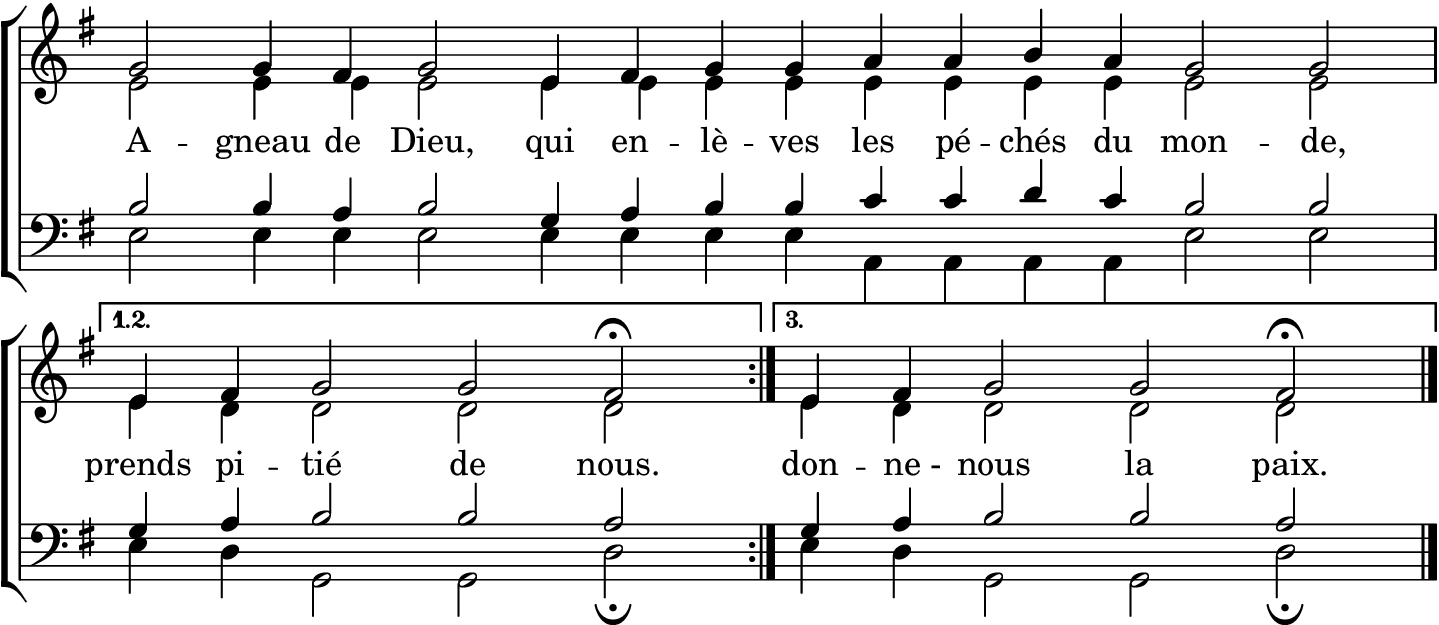 A - gneau de Dieu, qui en - lè - ves les pé - chés du mon - de,
1.2. 3.
prends pi - tié de nous. don - ne - nous la paix.